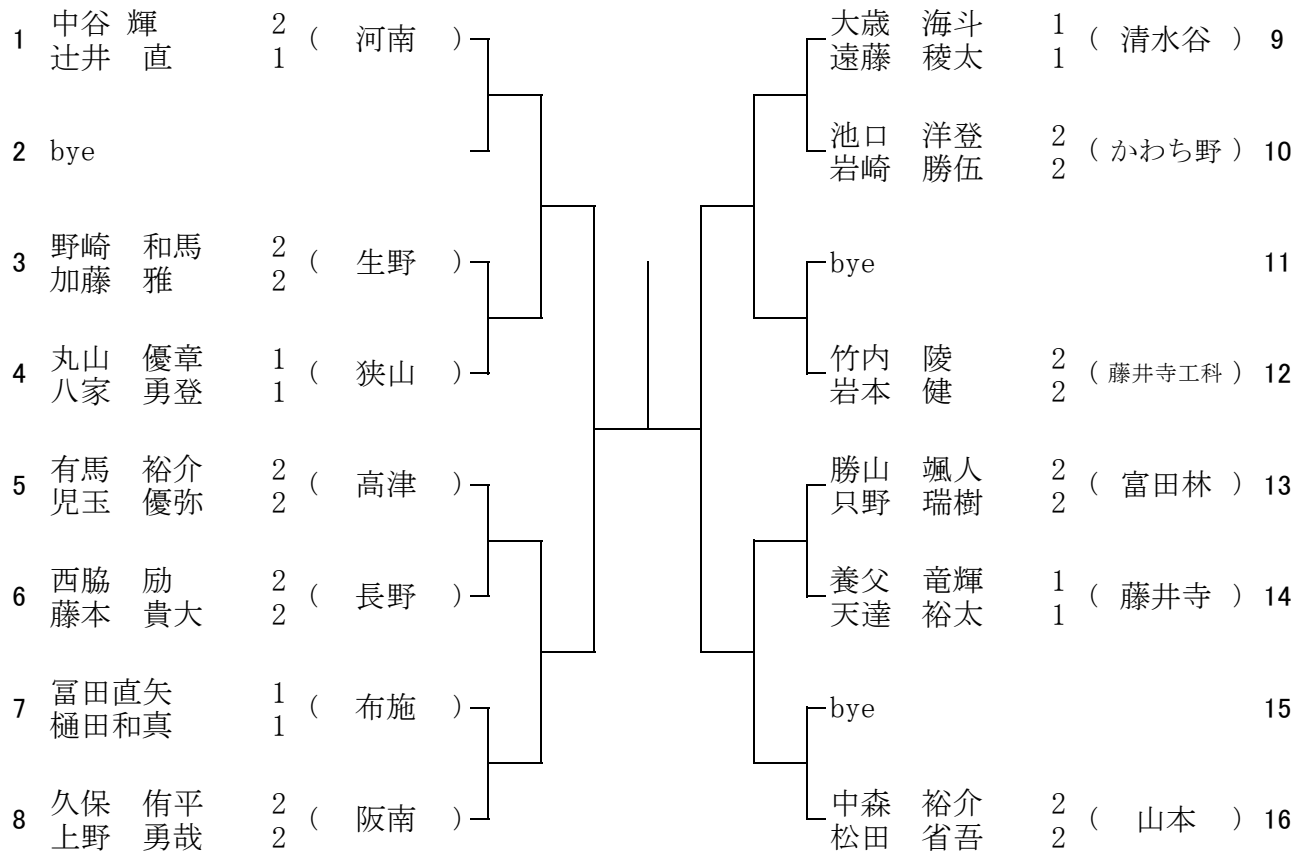 1 中谷 輝 2 ( 河南 )
辻井 直 1
2 bye
3 野崎 和馬 2 ( 生野 )
加藤 雅 2
4 丸山 優章 1 ( 狭山 )
八家 勇登 1
5 有馬 裕介 2 ( 高津 )
児玉 優弥 2
6 西脇 励 2 ( 長野 )
藤本 貴大 2
7 冨田直矢 1 ( 布施 )
樋田和真 1
8 久保 侑平 2 ( 阪南 )
上野 勇哉 2
大歳 海斗 1 ( 清水谷 ) 9
遠藤 稜太 1
池口 洋登 2 ( かわち野 ) 10
岩崎 勝伍 2
bye 11
竹内 陵 2 ( 藤井寺工科 ) 12
岩本 健 2
勝山 颯人 2 ( 富田林 ) 13
只野 瑞樹 2
養父 竜輝 1 ( 藤井寺 ) 14
天達 裕太 1
bye 15
中森 裕介 2 ( 山本 ) 16
松田 省吾 2